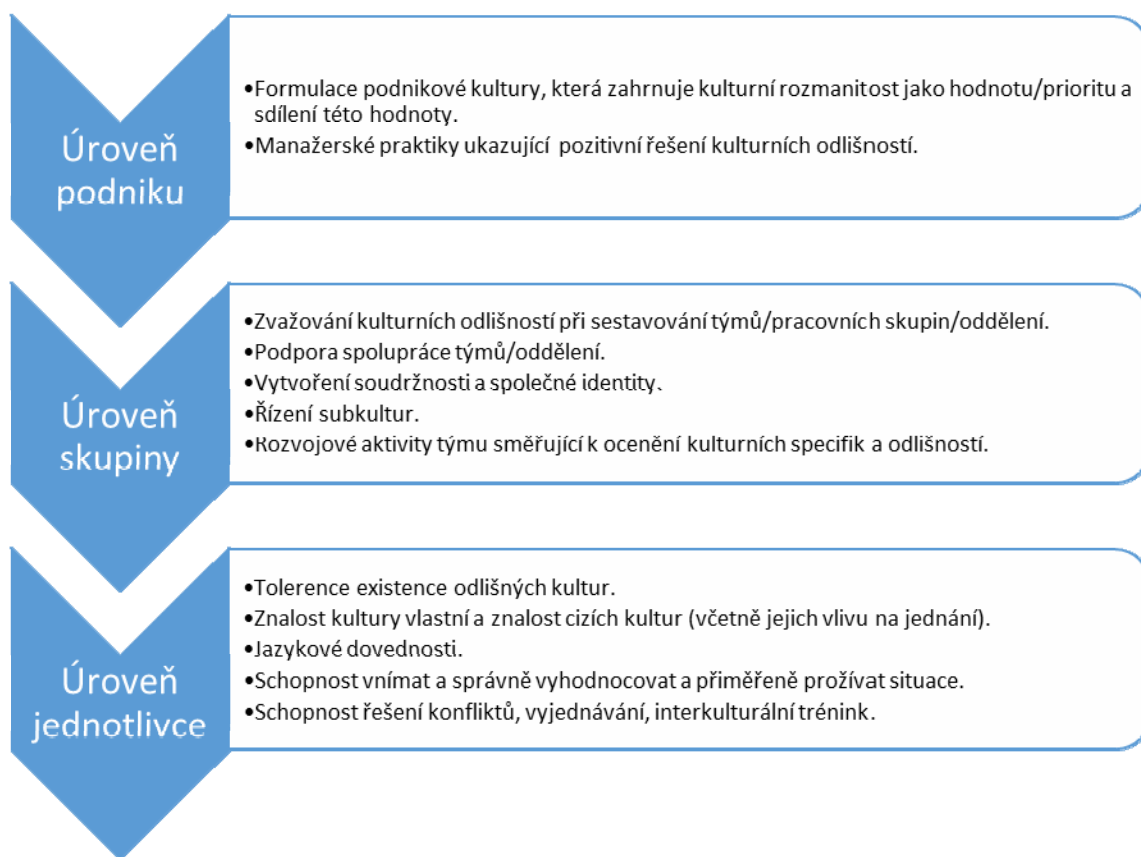 Úroveň
podniku
•Formulace podnikové kultury, která zahrnuje kulturní rozmanitost jako hodnotu/prioritu a
sdílení této hodnoty.
•Manažerské praktiky ukazující pozitivní řešení kulturních odlišností.
Úroveň
skupiny
•Zvažování kulturních odlišností při sestavování týmů/pracovních skupin/oddělení.
•Podpora spolupráce týmů/oddělení.
•Vytvoření soudržnosti a společné identity.
•Řízení subkultur.
•Rozvojové aktivity týmu směřující k ocenění kulturních specifik a odlišností.
Úroveň
jednotlivce
•Tolerence existence odlišných kultur.
•Znalost kultury vlastní a znalost cizích kultur (včetně jejich vlivu na jednání).
•Jazykové dovednosti.
•Schopnost vnímat a správně vyhodnocovat a přiměřeně prožívat situace.
•Schopnost řešení konfliktů, vyjednávání, interkulturální trénink.